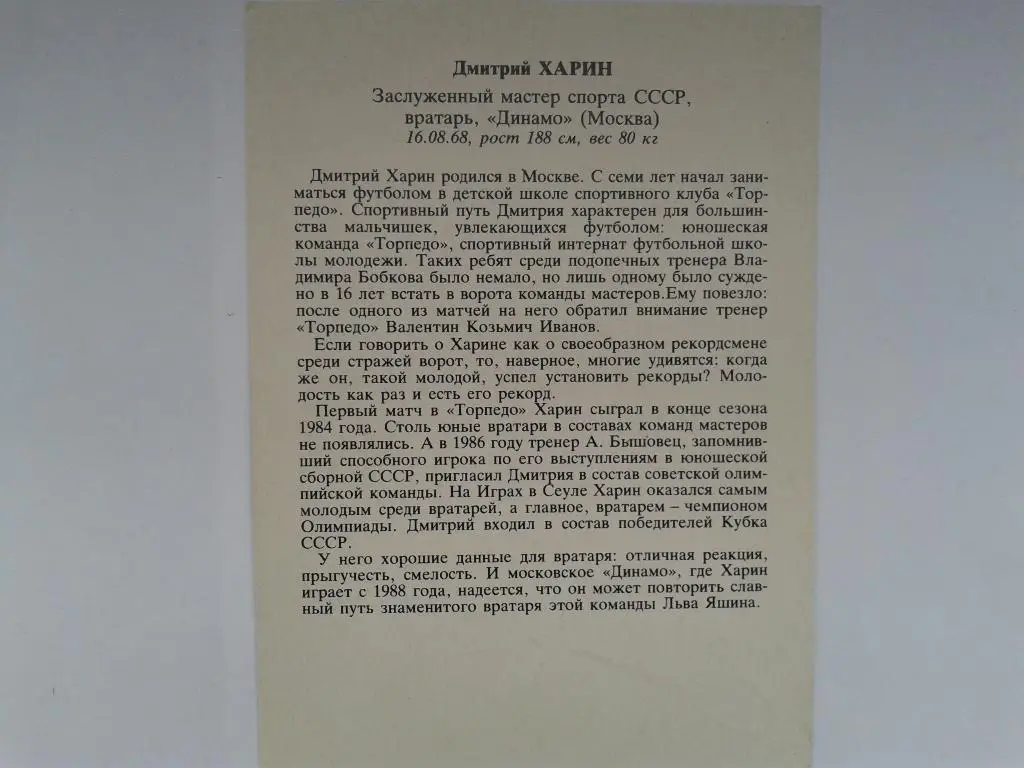 Дмитрий ХАРИН
Заслуженный мастер спорта СССР,
вратарь, «Динамо» (Москва)
16.08.68, рост 188 см, вес 80 кг
Дмитрий Харин родился в Москве. С семи лет начал зани-
маться футболом в детской школе спортивного клуба «Тор-
педо». Спортивный путь Дмитрия характерен для большин-
ства мальчишек, увлекающихся футболом: юношеская
команда «Торпедо», спортивный интернат футбольной шко-
лы молодежи. Таких ребят среди подопечных тренера Вла-
димира Бобкова было немало, но лишь одному было сужде-
но в 16 лет встать в ворота команды мастеров.Ему повезло:
после одного из матчей на него обратил внимание тренер
«Торпедо» Валентин Козьмич Иванов.
Если говорить о Харине как о своеобразном рекордсмене
среди стражей ворот, то, наверное, многие удивятся: когда
же он, такой молодой, успел установить рекорды? Моло-
дость как раз и есть его рекорд.
Первый матч в «Торпедо» Харин сыграл в конце сезона
1984 года. Столь юные вратари в составах команд мастеров
не появлялись. А в 1986 году тренер А. Бышовец, запомнив-
ший способного игрока по его выступлениям в юношеской
сборной СССР, пригласил Дмитрия в состав советской олим-
пийской команды. На Играх в Сеуле Харин оказался самым
молодым среди вратарей, а главное, вратарем – чемпионом
Олимпиады. Дмитрий входил в состав победителей Кубка
СССР.
У него хорошие данные для вратаря: отличная реакция,
прыгучесть, смелость. И московское «Динамо», где Харин
играет с 1988 года, надеется, что он может повторить слав-
ный путь знаменитого вратаря этой команды Льва Яшина.